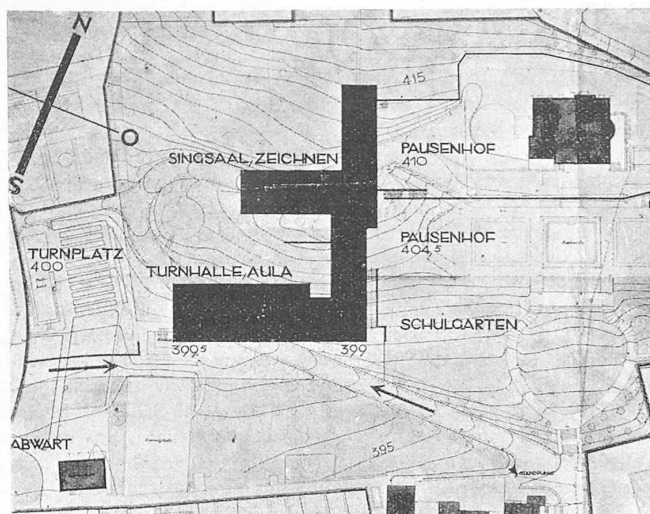 N
415
O
SINGSAAL, ZEICHNEN
PAUSENHOF
410
S
PAUSENHOF
404,5
TURNPLATZ
400
TURNHALLE, AULA
SCHULGARTEN
399,5
399
395
ABWART